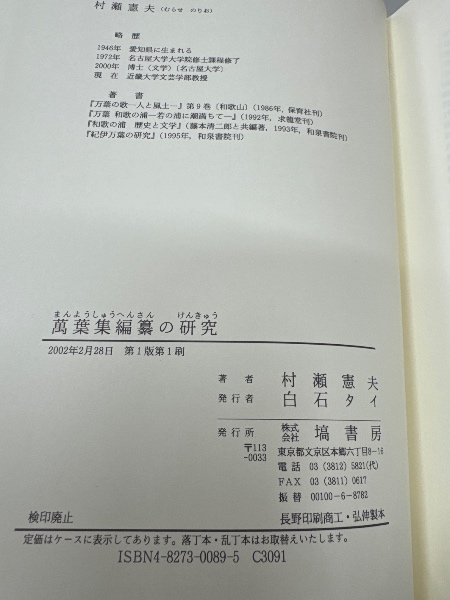 村瀬憲夫(むらせ のりお)
略歴
1946年 愛知県に生まれる
1972年 名古屋大学大学院修士課程修了
2000年 博士(文学)(名古屋大学)
現在 近畿大学文芸学部教授
著書
『万葉の歌―人と風土―』第9巻(和歌山)(1986年,保育社刊)
『万葉 和歌の浦―若の浦に潮満ちて―』(1992年,求龍堂刊)
『和歌の浦 歴史と文学』(藤本清二郎と共編著,1993年,和泉書院刊)
『紀伊万葉の研究』(1995年,和泉書院刊)
まんようしゅうへんさん けんきゅう
萬葉集編纂の研究
2002年2月28日 第1版第1刷
著者 村瀬憲夫
発行者 白石タイ
発行所 株式会社 塙書房
〒113-0033 東京都文京区本郷六丁目8-16
電話 03(3812)5821(代)
FAX 03(3811)0617
振替 00100-6-8782
検印廃止 長野印刷商工・弘伸製本
定価はケースに表示してあります。落丁本・乱丁本はお取替えいたします。
ISBN4-8273-0089-5 C3091